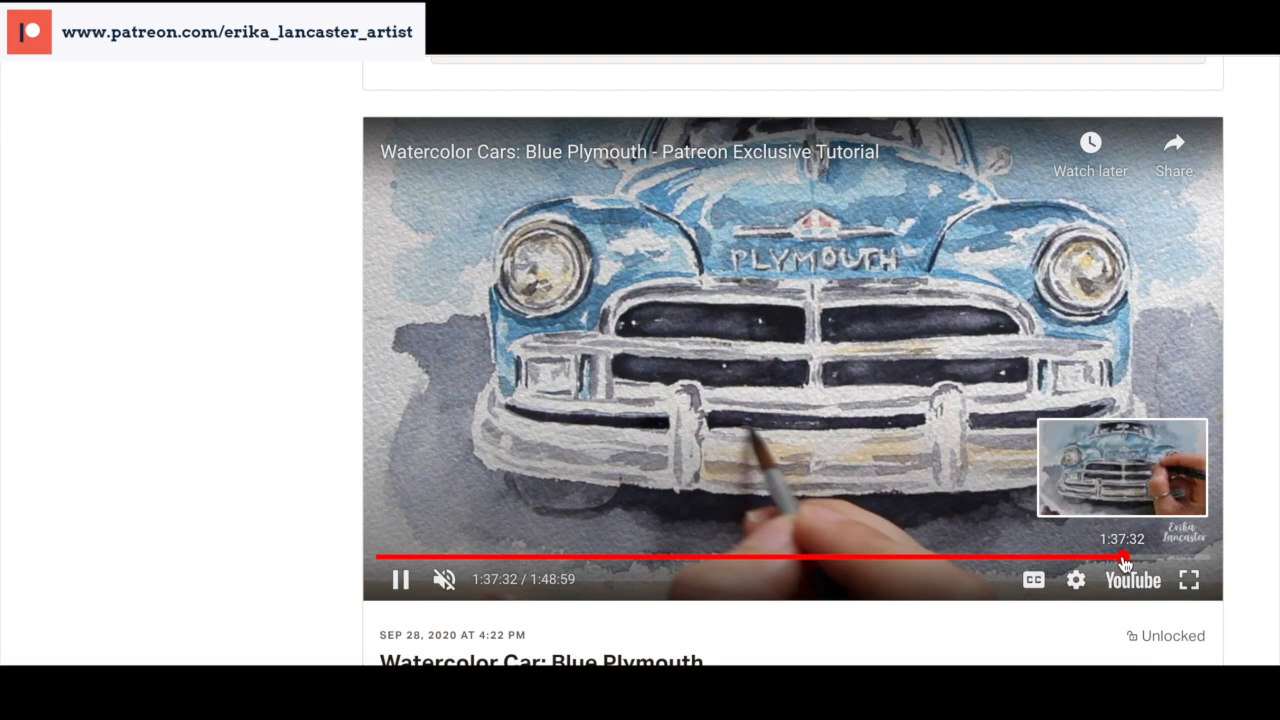 www.patreon.com/erika_lancaster_artist
Watercolor Cars: Blue Plymouth - Patreon Exclusive Tutorial
Watch later
Share
PLYMOUTH
Erika
Lancaster
1:37:32
1:37:32 / 1:48:59
CC
YouTube
SEP 28, 2020 AT 4:22 PM
Unlocked
Watercolor Car: Blue Plymouth